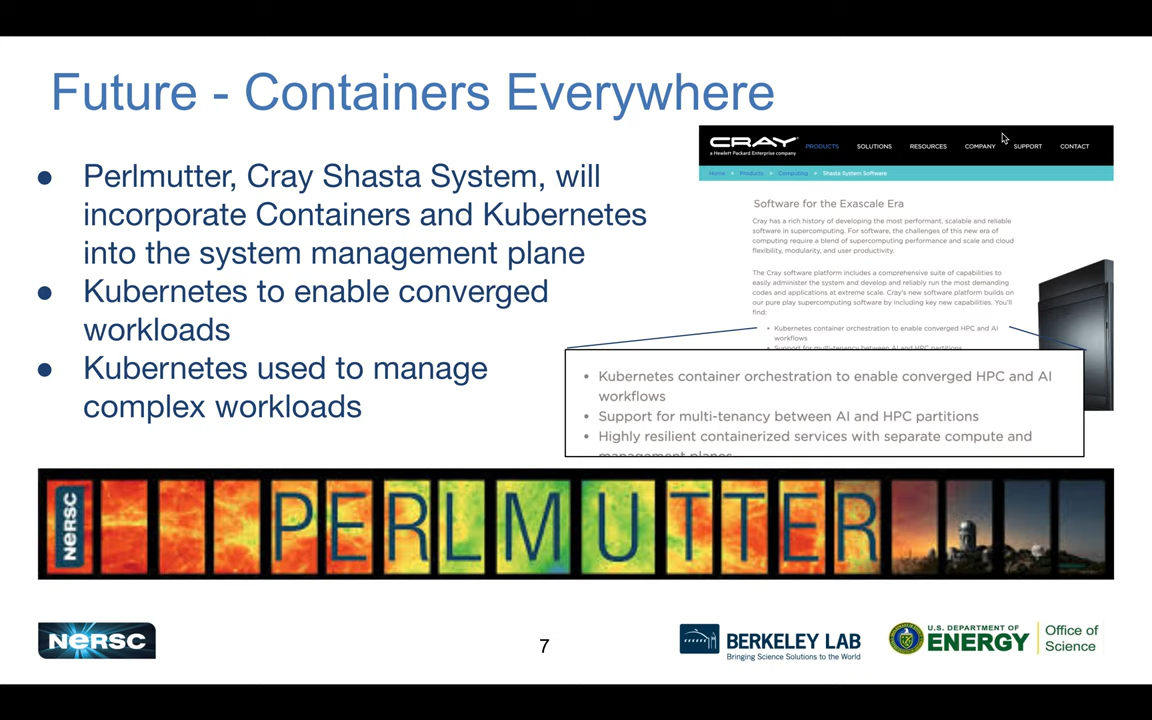 Future - Containers Everywhere
● Perlmutter, Cray Shasta System, will
incorporate Containers and Kubernetes
into the system management plane
● Kubernetes to enable converged
workloads
● Kubernetes used to manage
complex workloads
CRAY
a Hewlett Packard Enterprise company
PRODUCTS SOLUTIONS RESOURCES COMPANY SUPPORT CONTACT
Home Products Computing Shasta System Software
Software for the Exascale Era
Cray has a rich history of developing the most performant, scalable and reliable
software in supercomputing. For software, the challenges of this new era of
computing require a blend of supercomputing performance and scale and cloud
flexibility, modularity, and user productivity.
The Cray software platform includes a comprehensive suite of capabilities to
easily administer the system and develop and reliably run the most demanding
codes and applications at extreme scale. Cray's new software platform builds on
our pure play supercomputing software by including key new capabilities. You'll
find:
• Kubernetes container orchestration to enable converged HPC and AI
workflows
• Support for multi-tenancy between AI and HPC partitions
• Kubernetes container orchestration to enable converged HPC and AI
workflows
• Support for multi-tenancy between AI and HPC partitions
• Highly resilient containerized services with separate compute and
management planes
NERSC
PERLMUTTER
NERSC
7
BERKELEY LAB
Bringing Science Solutions to the World
U.S. DEPARTMENT OF
ENERGY
Office of
Science